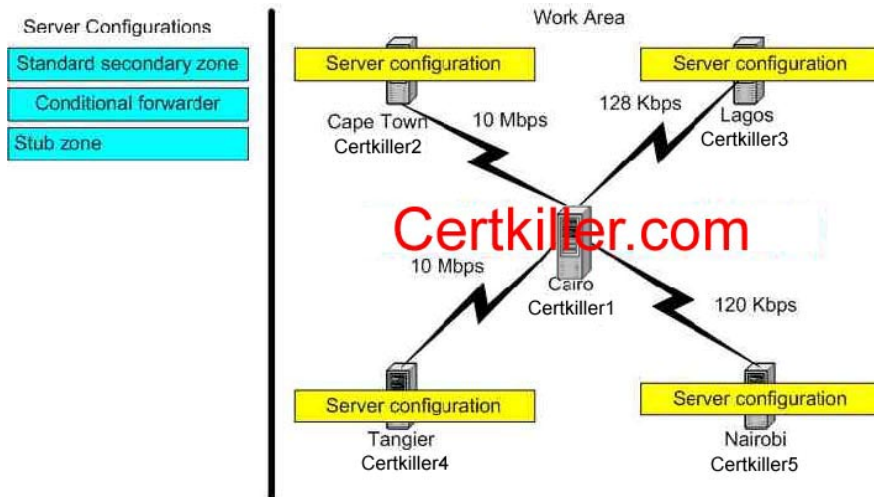 Server Configurations
Standard secondary zone
Conditional forwarder
Stub zone
Work Area
Server configuration
Server configuration
Cape Town
Certkiller2
10 Mbps
128 Kbps
Lagos
Certkiller3
Certkiller.com
10 Mbps
Cairo
Certkiller1
120 Kbps
Server configuration
Server configuration
Tangier
Certkiller4
Nairobi
Certkiller5